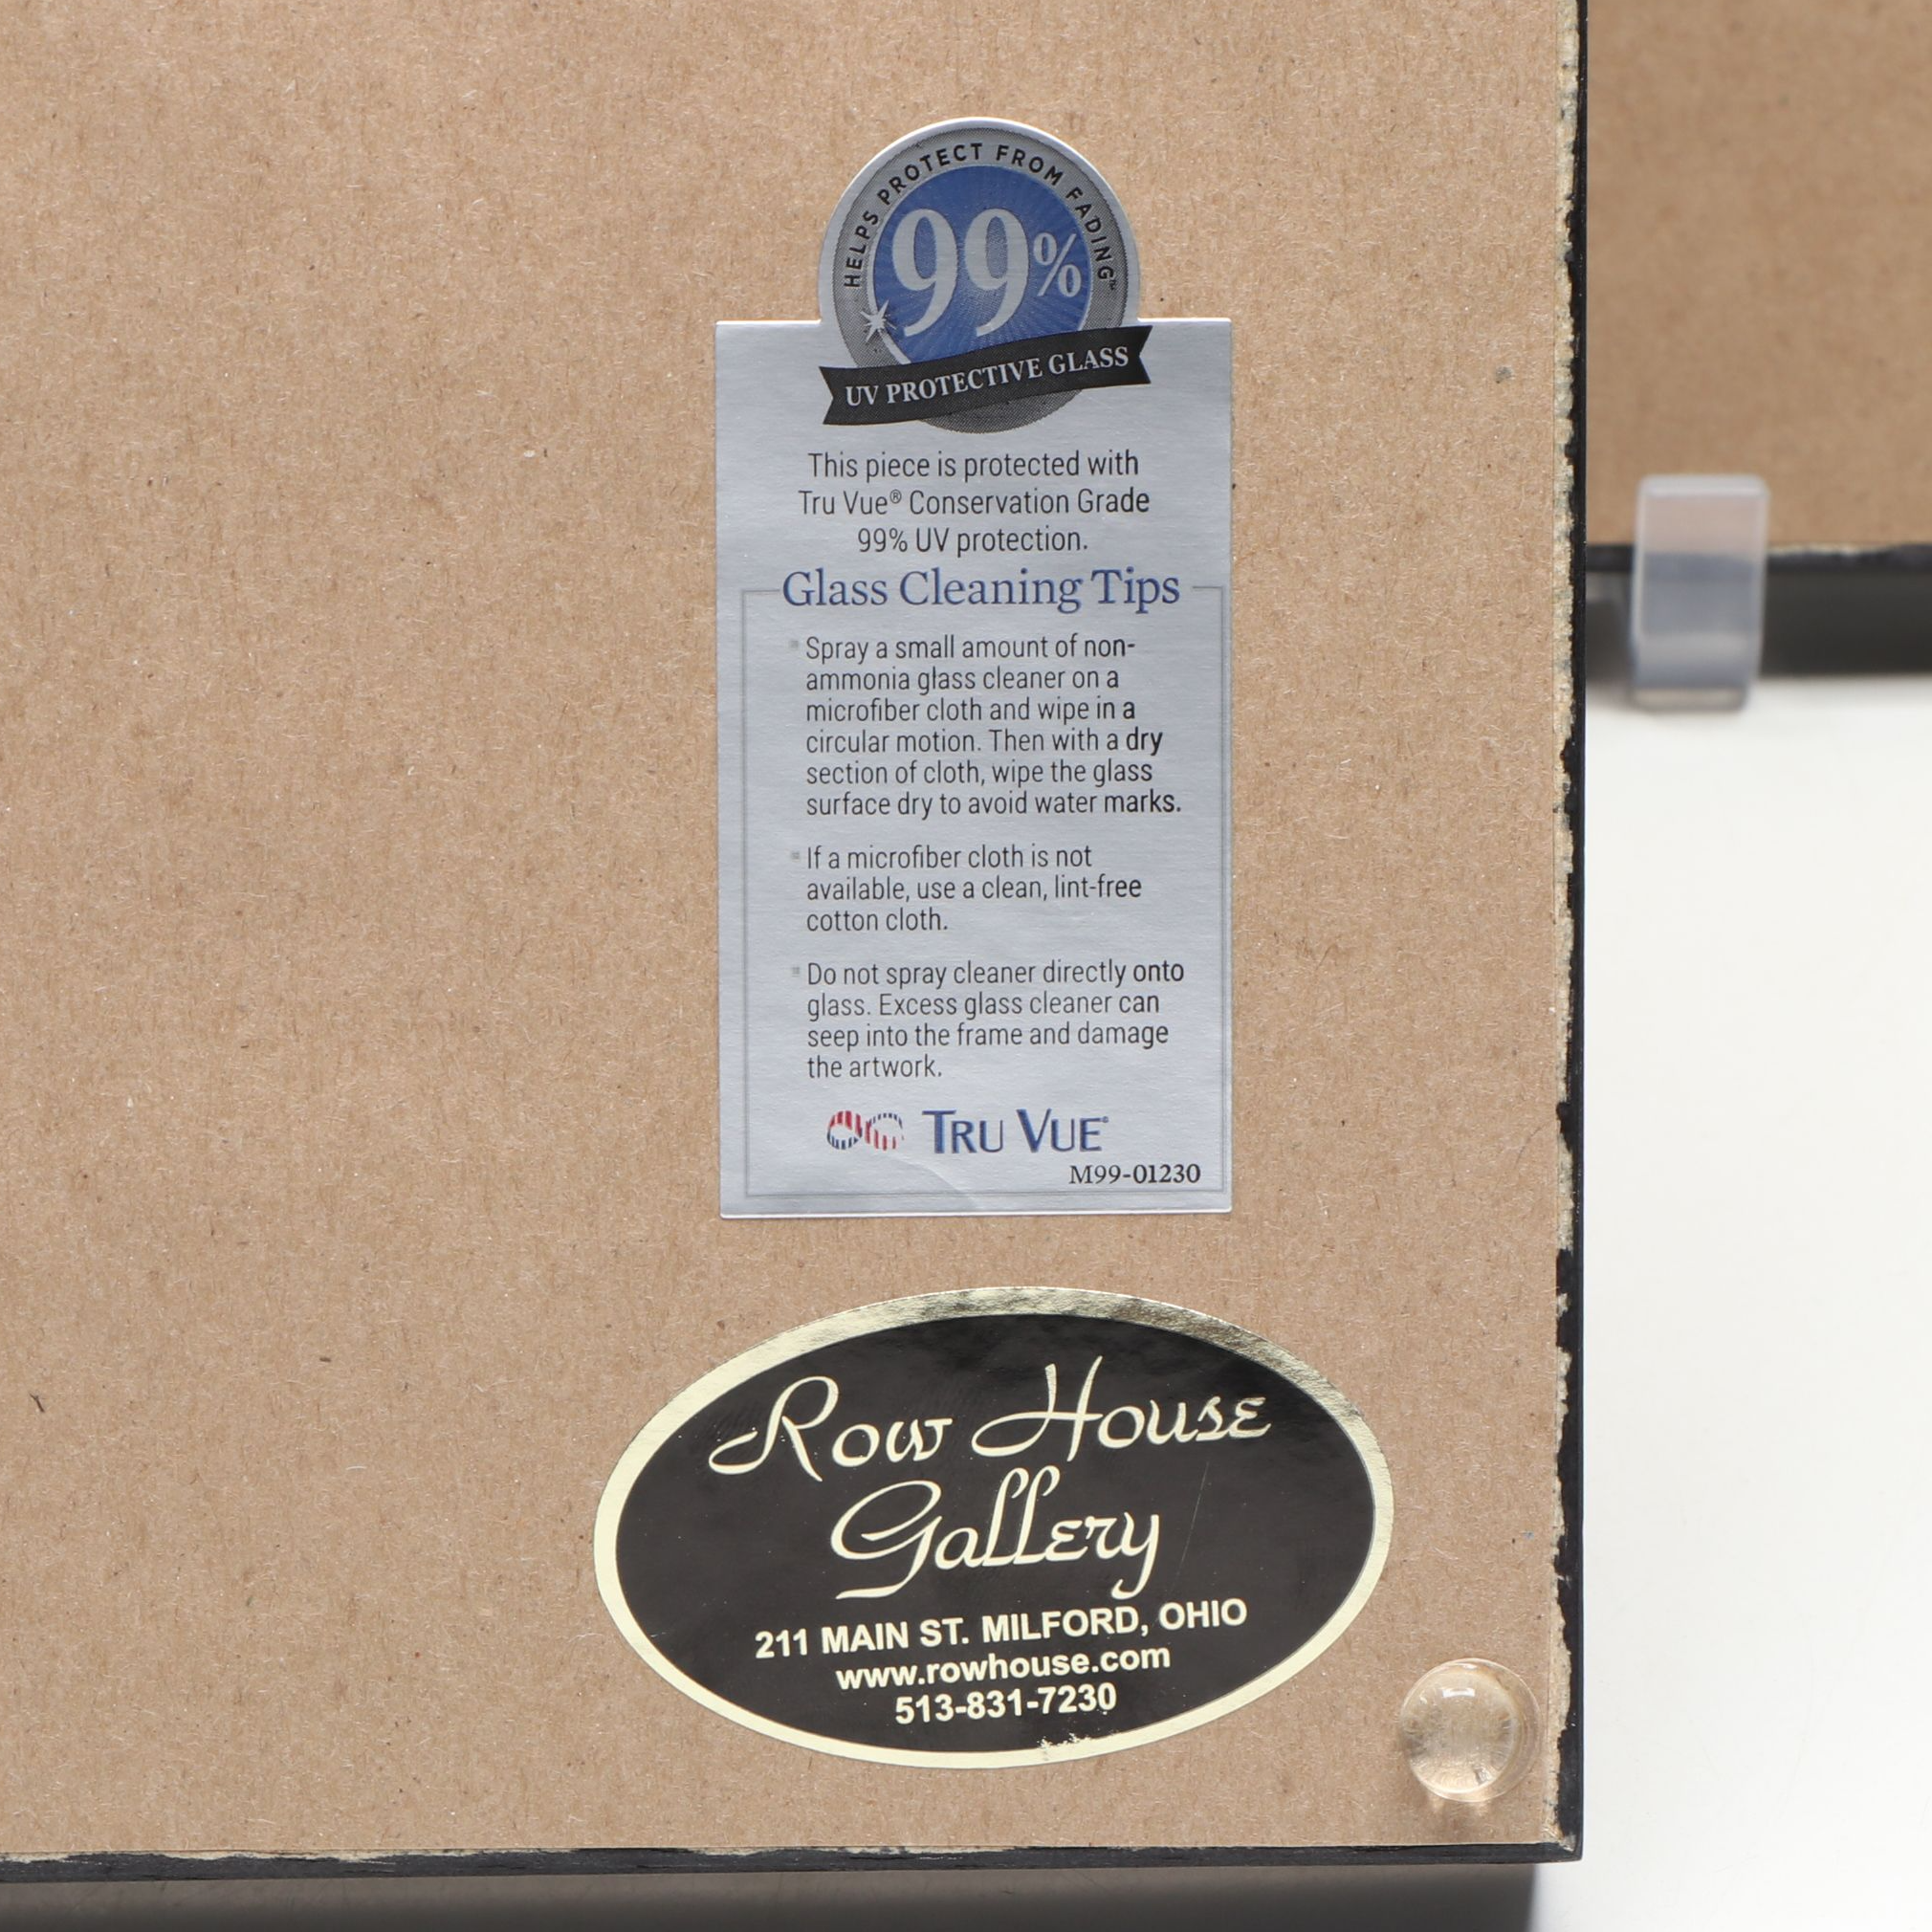 HELPS PROTECT FROM FADING™
99%
UV PROTECTIVE GLASS
This piece is protected with
Tru Vue® Conservation Grade
99% UV protection.
Glass Cleaning Tips
Spray a small amount of non-
ammonia glass cleaner on a
microfiber cloth and wipe in a
circular motion. Then with a dry
section of cloth, wipe the glass
surface dry to avoid water marks.
If a microfiber cloth is not
available, use a clean, lint-free
cotton cloth.
Do not spray cleaner directly onto
glass. Excess glass cleaner can
seep into the frame and damage
the artwork.
TRU VUE®
M99-01230
Row House
Gallery
211 MAIN ST. MILFORD, OHIO
www.rowhouse.com
513-831-7230